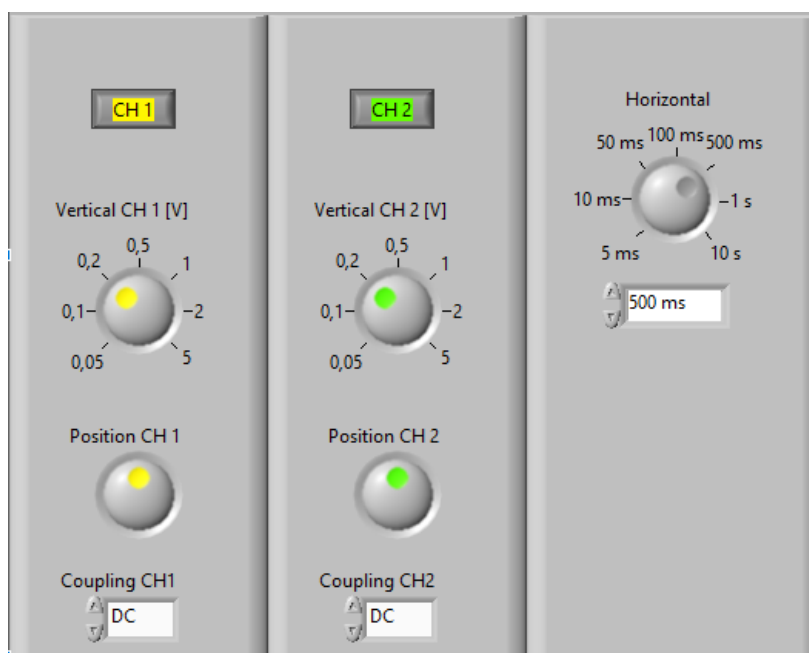 CH 1
Vertical CH 1 [V]
0,5
0,2
1
0,1
2
0,05
5
Position CH 1
Coupling CH1
DC
CH 2
Vertical CH 2 [V]
0,5
0,2
1
0,1
2
0,05
5
Position CH 2
Coupling CH2
DC
Horizontal
50 ms 100 ms 500 ms
10 ms 1 s
5 ms 10 s
500 ms